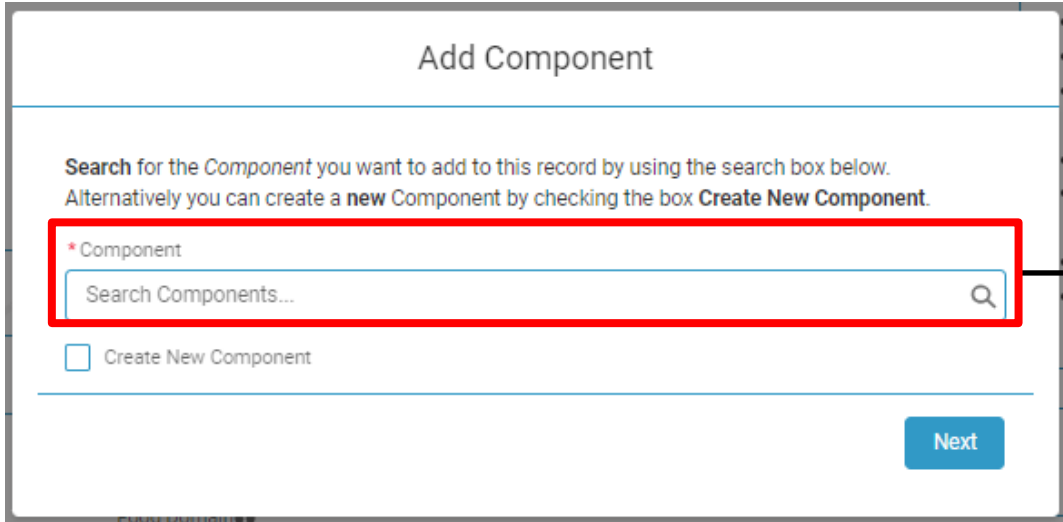 Add Component
Search for the Component you want to add to this record by using the search box below.
Alternatively you can create a new Component by checking the box Create New Component.
* Component
Search Components...
Create New Component
Next
Food Domain